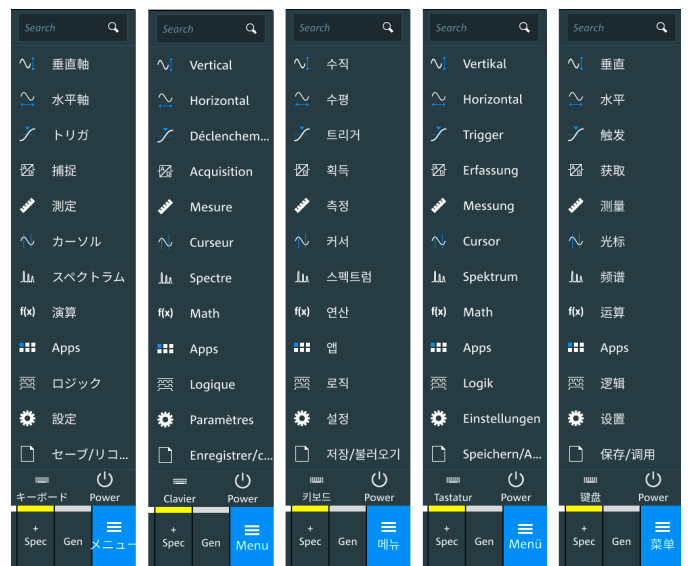 Search
垂直軸
水平軸
トリガ
捕捉
測定
カーソル
スペクトラム
f(x) 演算
Apps
ロジック
設定
セーブ/リコ...
キーボード Power
+
Spec Gen メニュー
Search
Vertical
Horizontal
Déclenchem...
Acquisition
Mesure
Curseur
Spectre
f(x) Math
Apps
Logique
Paramètres
Enregistrer/c...
Clavier Power
+
Spec Gen Menu
Search
수직
수평
트리거
획득
측정
커서
스펙트럼
f(x) 연산
앱
로직
설정
저장/불러오기
키보드 Power
+
Spec Gen 메뉴
Search
Vertikal
Horizontal
Trigger
Erfassung
Messung
Cursor
Spektrum
f(x) Math
Apps
Logik
Einstellungen
Speichern/A...
Tastatur Power
+
Spec Gen Menü
Search
垂直
水平
触发
获取
测量
光标
频谱
f(x) 运算
Apps
逻辑
设置
保存/调用
键盘 Power
+
Spec Gen 菜单